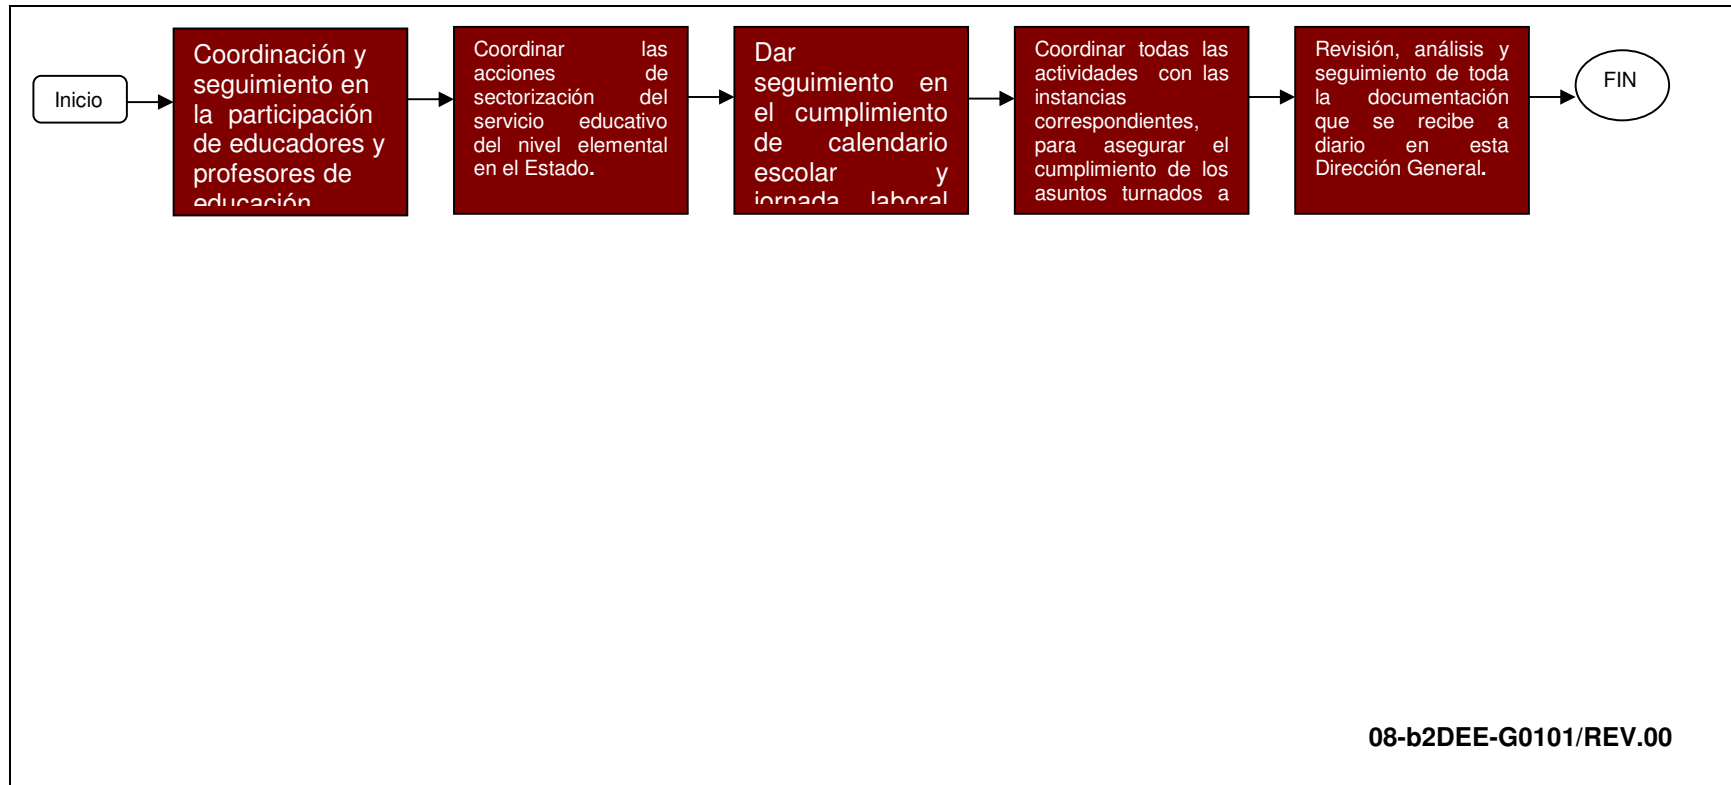 Inicio
Coordinación y
seguimiento en
la participación
de educadores y
profesores de
educación
Coordinar las
acciones de
sectorización del
servicio educativo
del nivel elemental
en el Estado.
Dar
seguimiento en
el cumplimiento
de calendario
escolar y
jornada laboral
Coordinar todas las
actividades con las
instancias
correspondientes,
para asegurar el
cumplimiento de los
asuntos turnados a
Revisión, análisis y
seguimiento de toda
la documentación
que se recibe a
diario en esta
Dirección General.
FIN
08-b2DEE-G0101/REV.00